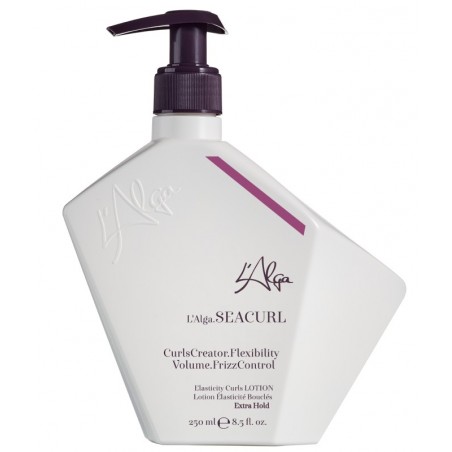 L'Alga
L'Alga
L'Alga.SEACURL
CurlsCreator.Flexibility
Volume.FrizzControl
Elasticity Curls LOTION
Lotion Élasticité Bouclés
Extra Hold
250 ml ℮ 8.5 fl. oz.